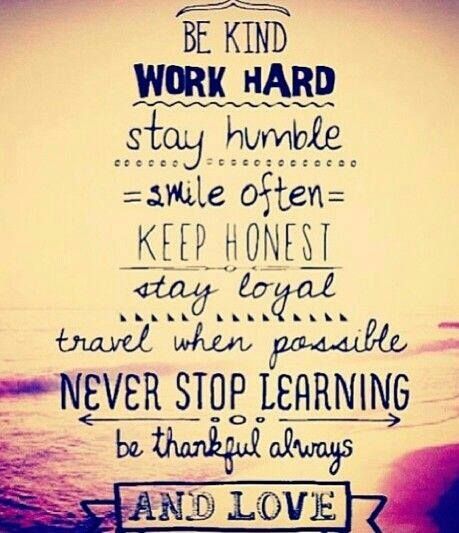 BE KIND
WORK HARD
stay humble
=smile often=
KEEP HONEST
stay loyal
travel when possible
NEVER STOP LEARNING
be thankful always
AND LOVE